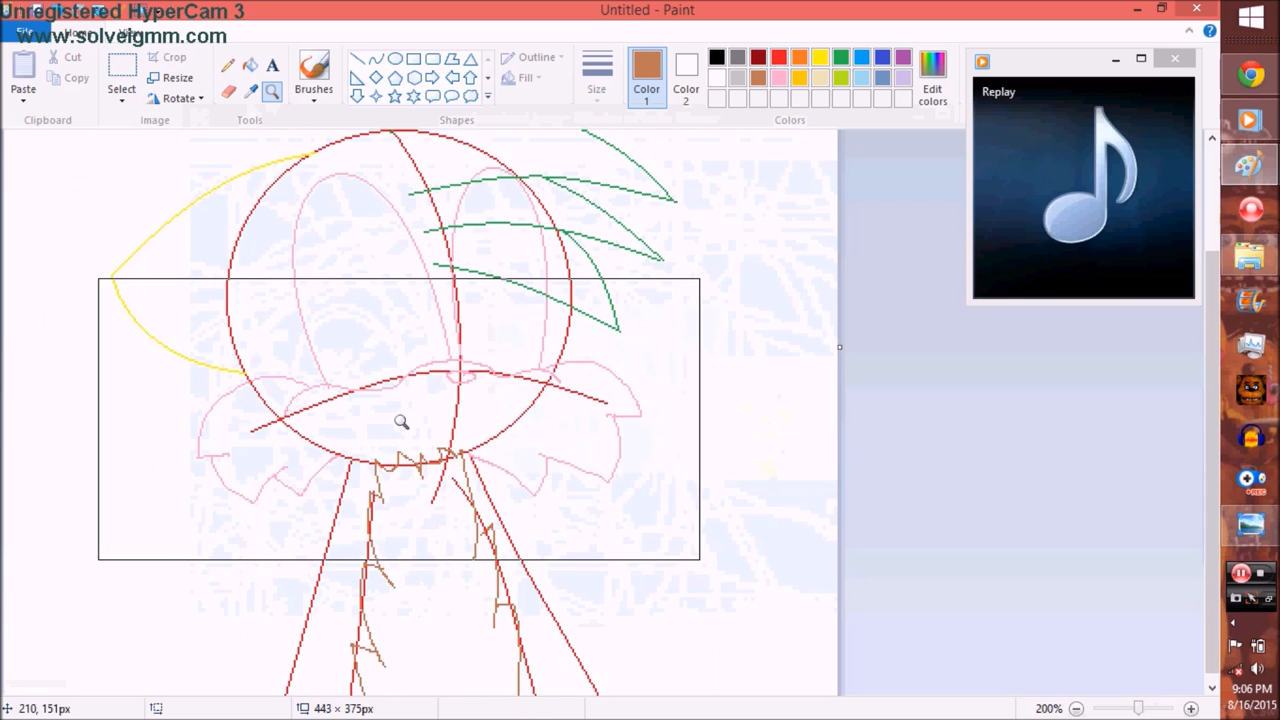 Unregistered HyperCam 3
www.solveigmm.com
Untitled - Paint
Paste
Cut
Copy
Clipboard
Select
Crop
Resize
Rotate
Image
Tools
Brushes
Shapes
Outline
Fill
Size
Color
1
Color
2
Edit
colors
Colors
Replay
REC
210, 151px
443 × 375px
200%
9:06 PM
8/16/2015